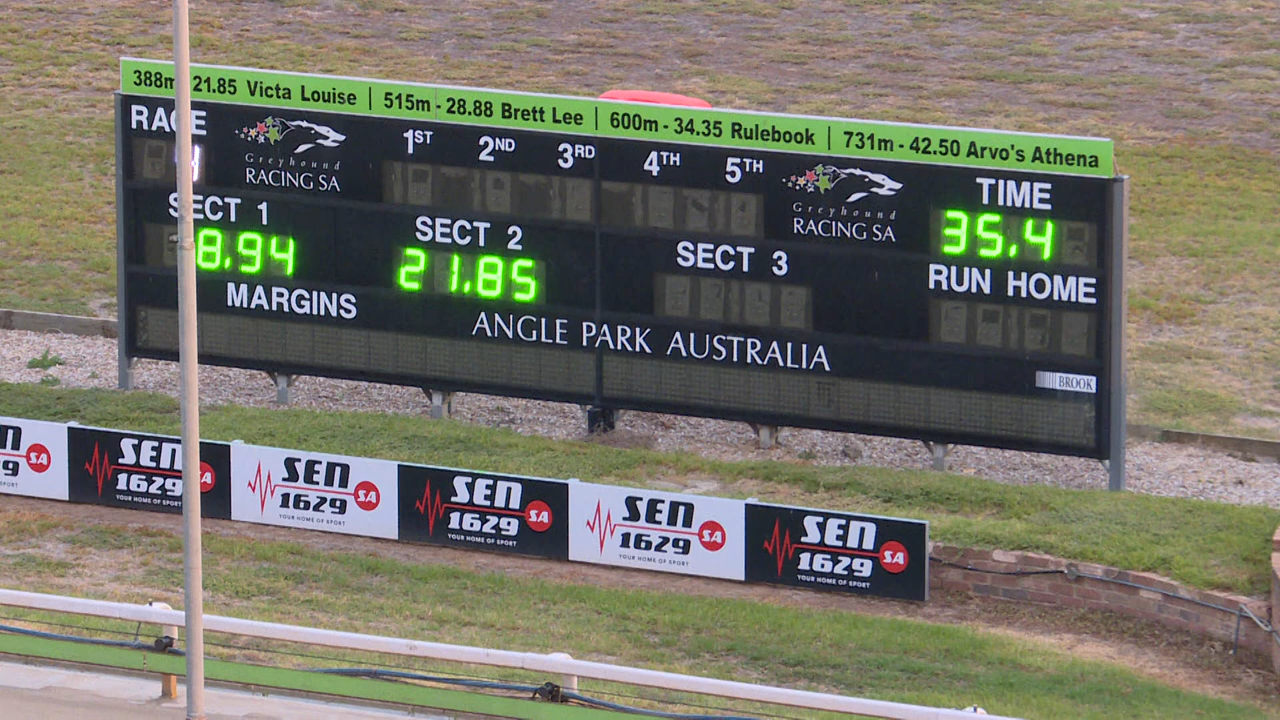 388m 21.85 Victa Louise | 515m - 28.88 Brett Lee | 600m - 34.35 Rulebook | 731m - 42.50 Arvo's Athena
RACE
Greyhound
RACING SA
1ST 2ND 3RD 4TH 5TH
Greyhound
RACING SA
TIME
35.4
SECT 1
8.94
SECT 2
21.85
SECT 3
RUN HOME
MARGINS
ANGLE PARK AUSTRALIA
BROOK
9 SA
SEN
1629 SA
YOUR HOME OF SPORT
SEN
1629 SA
YOUR HOME OF SPORT
SEN
1629 SA
YOUR HOME OF SPORT
SEN
1629 SA
YOUR HOME OF SPORT
SEN
1629 SA
YOUR HOME OF SPORT